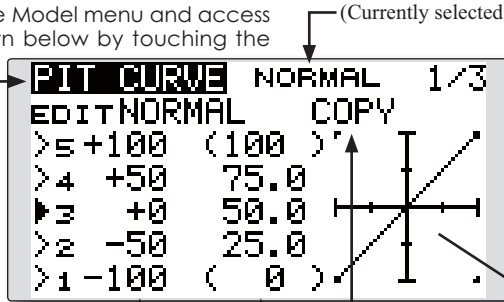 e Model menu and access
n below by touching the
(Currently selected
PIT CURVE NORMAL 1/3
EDIT NORMAL COPY
>5 +100 (100 )
>4 +50 75.0
▶3 +0 50.0
>2 -50 25.0
>1 -100 ( 0 )